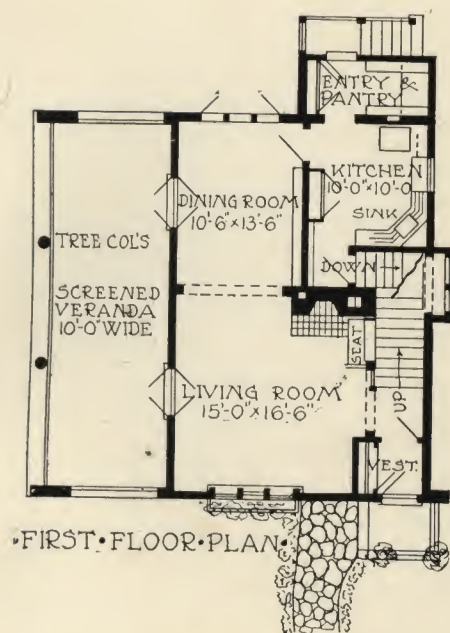 ENTRY &
PANTRY
KITCHEN
10'-0"×10'-0
SINK
DINING ROOM
10'-6"×13'-6"
TREE COL'S
SCREENED
VERANDA
10'-0" WIDE
DOWN
SEAT
UP
LIVING ROOM
15'-0"×16'-6"
VEST.
•FIRST•FLOOR•PLAN•